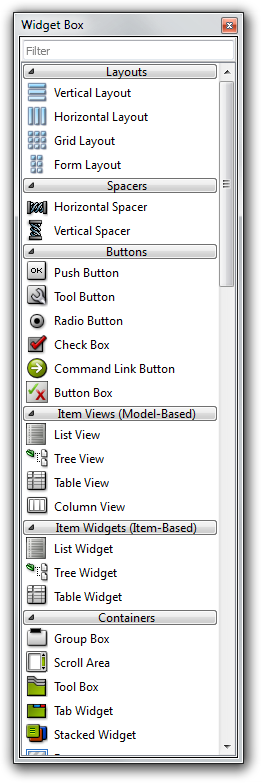 Widget Box
Filter
Layouts
Vertical Layout
Horizontal Layout
Grid Layout
Form Layout
Spacers
Horizontal Spacer
Vertical Spacer
Buttons
OK Push Button
Tool Button
Radio Button
Check Box
Command Link Button
Button Box
Item Views (Model-Based)
List View
Tree View
Table View
Column View
Item Widgets (Item-Based)
List Widget
Tree Widget
Table Widget
Containers
Group Box
Scroll Area
Tool Box
Tab Widget
Stacked Widget